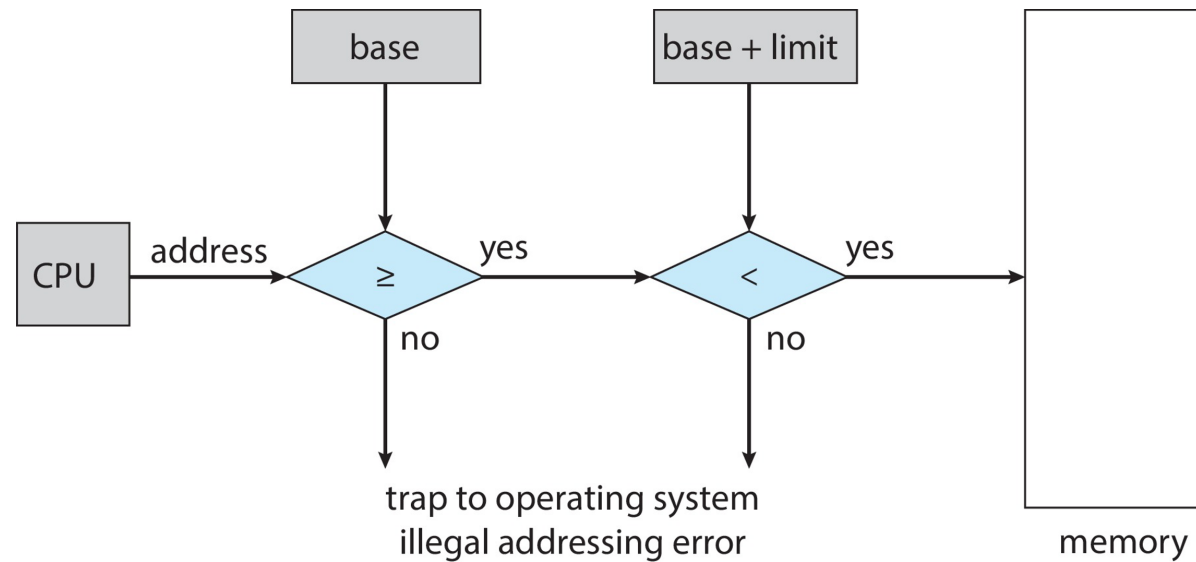 base
base + limit
CPU
address
≥
yes
<
yes
no
no
trap to operating system
illegal addressing error
memory